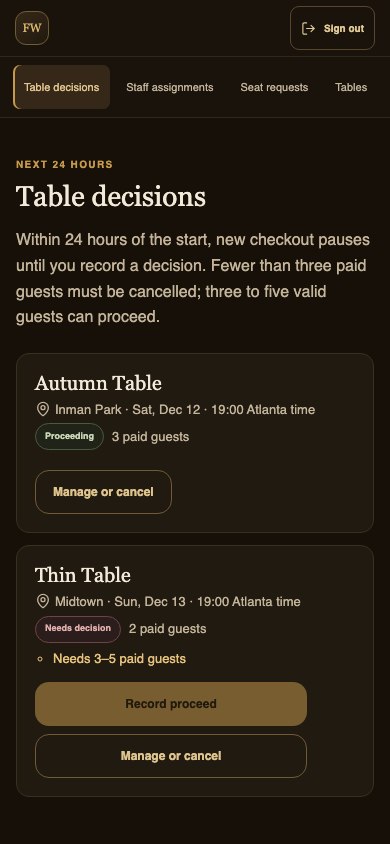 FW
Sign out
Table decisions
Staff assignments
Seat requests
Tables
NEXT 24 HOURS
Table decisions
Within 24 hours of the start, new checkout pauses
until you record a decision. Fewer than three paid
guests must be cancelled; three to five valid
guests can proceed.
Autumn Table
Inman Park · Sat, Dec 12 · 19:00 Atlanta time
Proceeding 3 paid guests
Manage or cancel
Thin Table
Midtown · Sun, Dec 13 · 19:00 Atlanta time
Needs decision 2 paid guests
Needs 3–5 paid guests
Record proceed
Manage or cancel